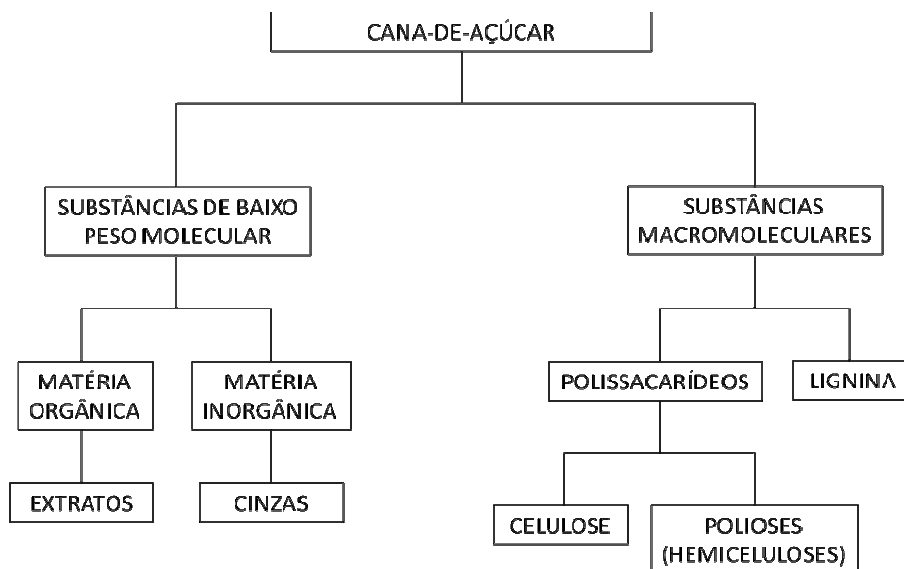 CANA-DE-AÇÚCAR
SUBSTÂNCIAS DE BAIXO
PESO MOLECULAR
SUBSTÂNCIAS
MACROMOLECULARES
MATÉRIA
ORGÂNICA
MATÉRIA
INORGÂNICA
POLISSACARÍDEOS
LIGNINA
EXTRATOS
CINZAS
CELULOSE
POLIOSES
(HEMICELULOSES)